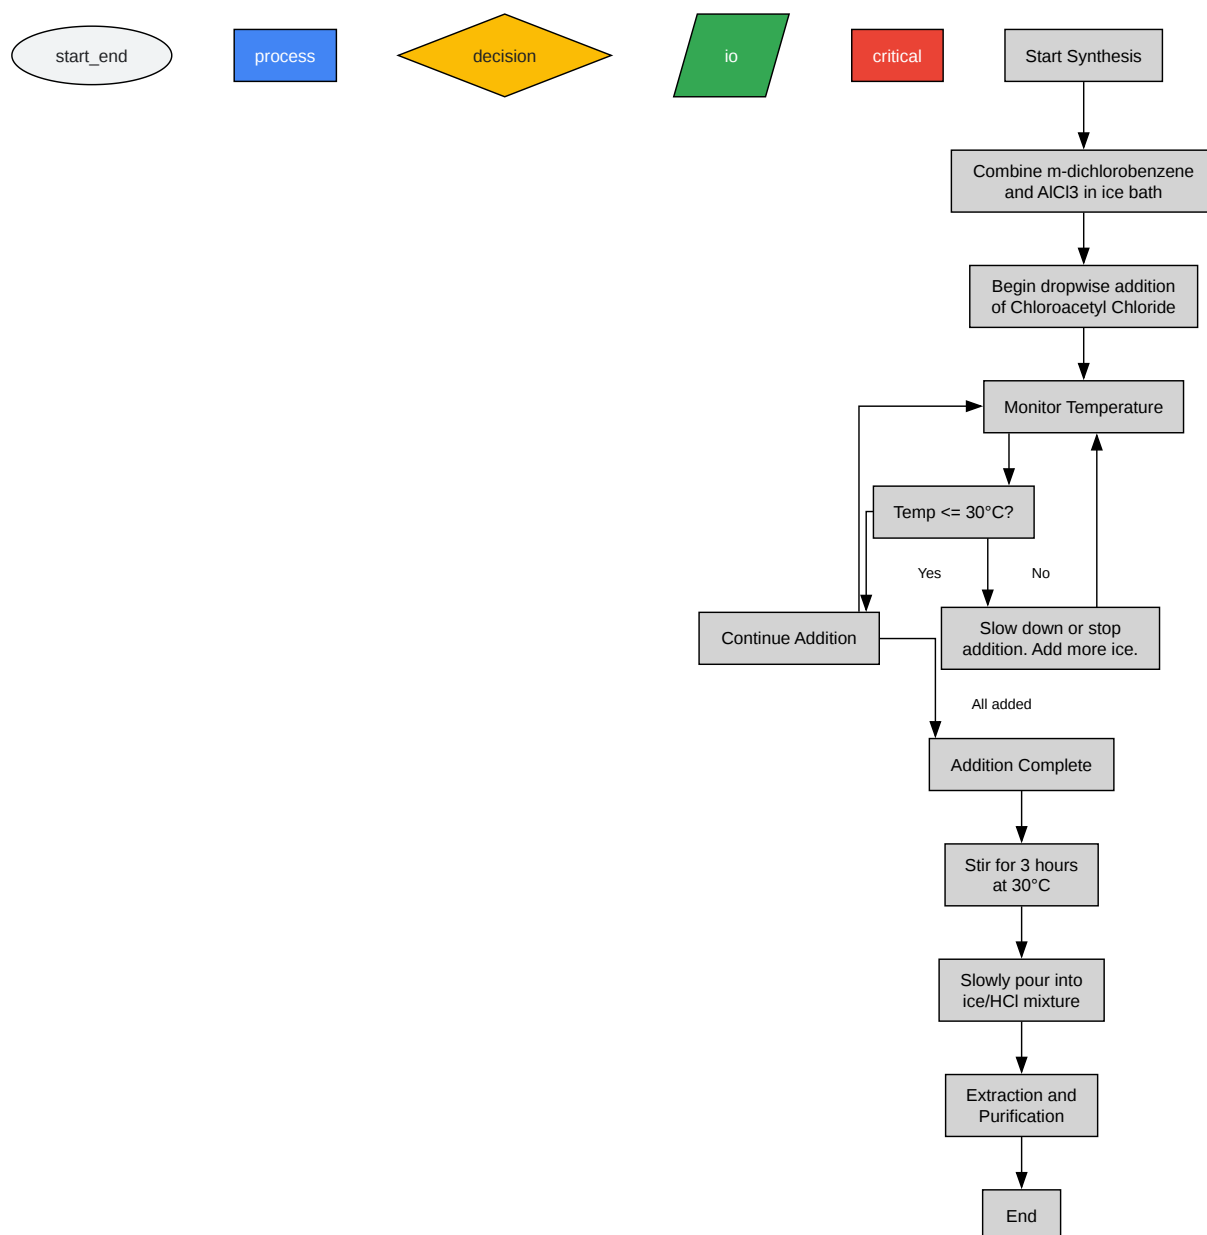 start_end
process
decision
io
critical
Start Synthesis
Combine m-dichlorobenzene
and AlCl3 in ice bath
Begin dropwise addition
of Chloroacetyl Chloride
Monitor Temperature
Temp <= 30°C?
Yes
No
Continue Addition
Slow down or stop
addition. Add more ice.
All added
Addition Complete
Stir for 3 hours
at 30°C
Slowly pour into
ice/HCl mixture
Extraction and
Purification
End